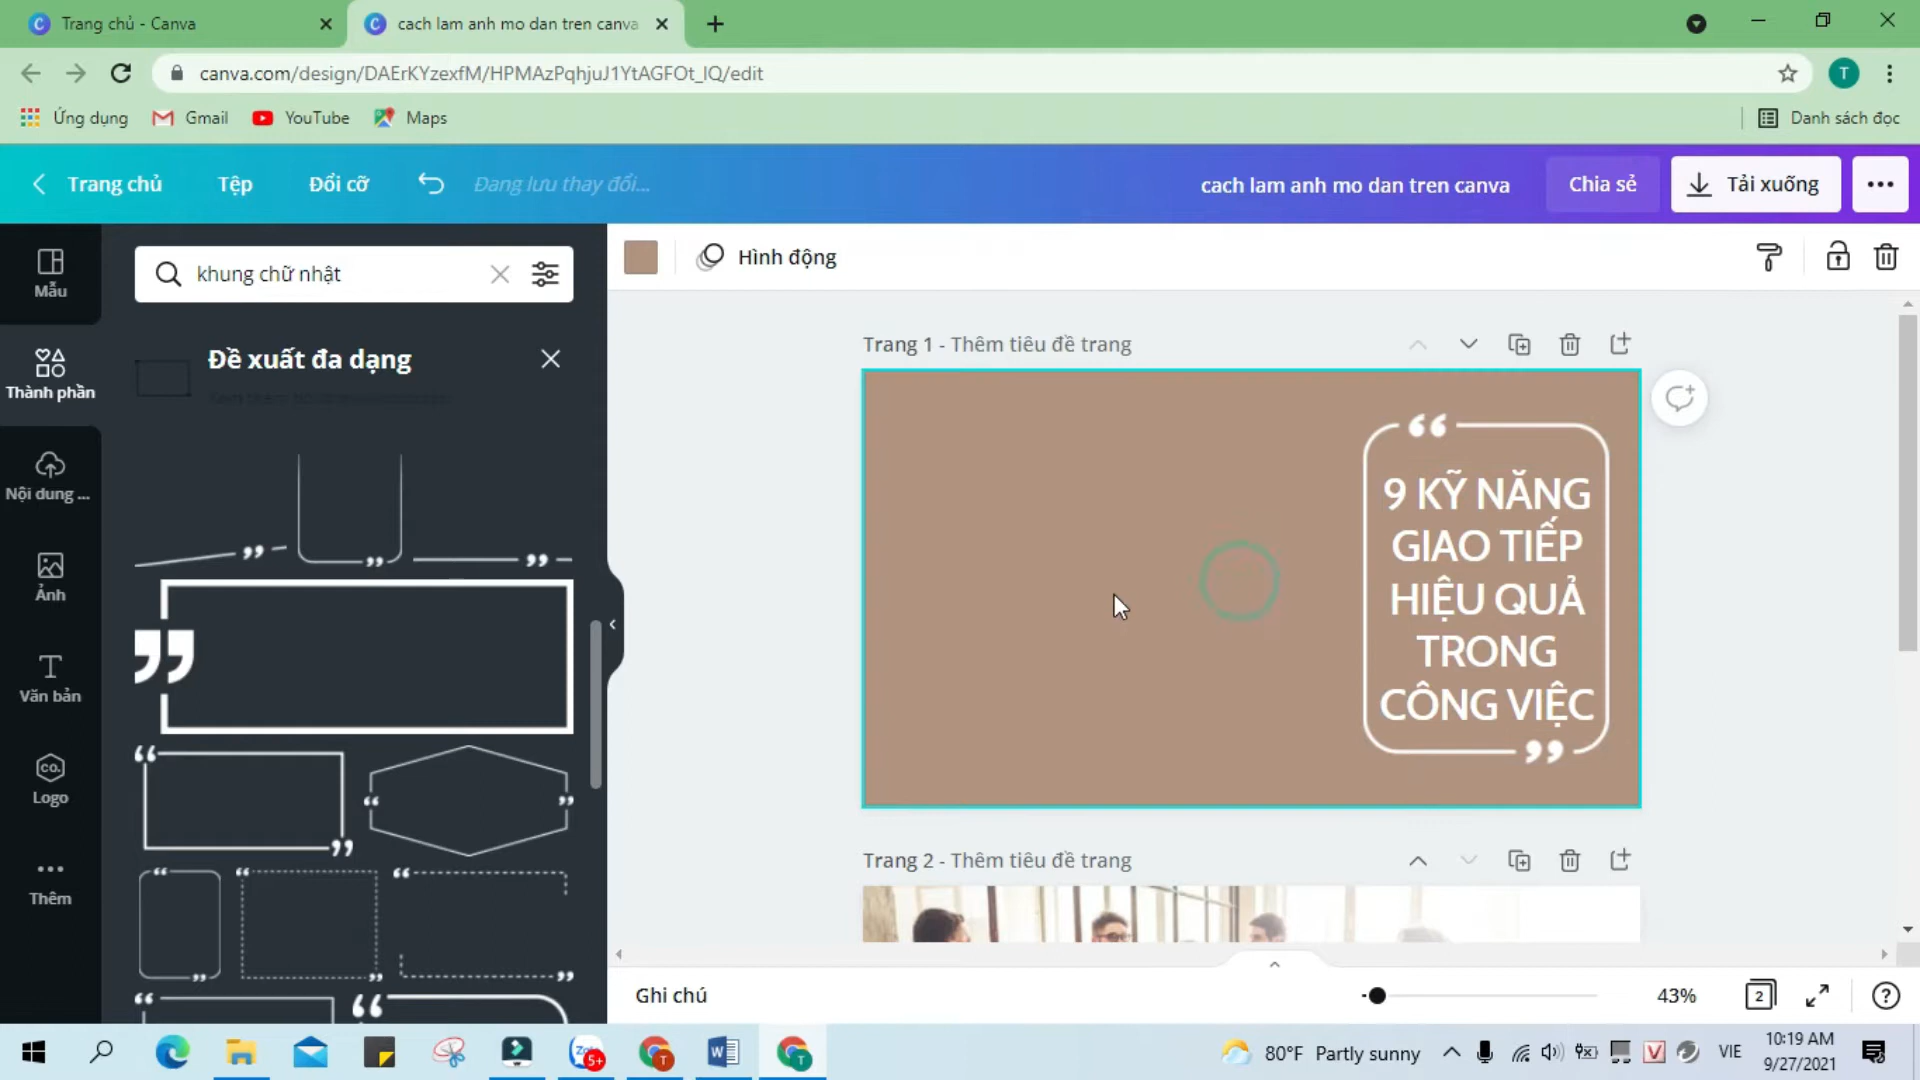 Trang chủ - Canva
cach lam anh mo dan tren canva
canva.com/design/DAErKYzexfM/HPMAzPqhjuJ1YtAGFOt_IQ/edit
T
Ứng dụng
Gmail
YouTube
Maps
Danh sách đọc
Trang chủ
Tệp
Đổi cỡ
Đang lưu thay đổi...
cach lam anh mo dan tren canva
Chia sẻ
Tải xuống
Mẫu
Thành phần
Nội dung ...
Ảnh
Văn bản
co.
Logo
Thêm
khung chữ nhật
Đề xuất đa dạng
Hình động
Trang 1 - Thêm tiêu đề trang
“
9 KỸ NĂNG
GIAO TIẾP
HIỆU QUẢ
TRONG
CÔNG VIỆC
”
Trang 2 - Thêm tiêu đề trang
Ghi chú
43%
2
5+
T
T
80°F Partly sunny
VIE
10:19 AM
9/27/2021